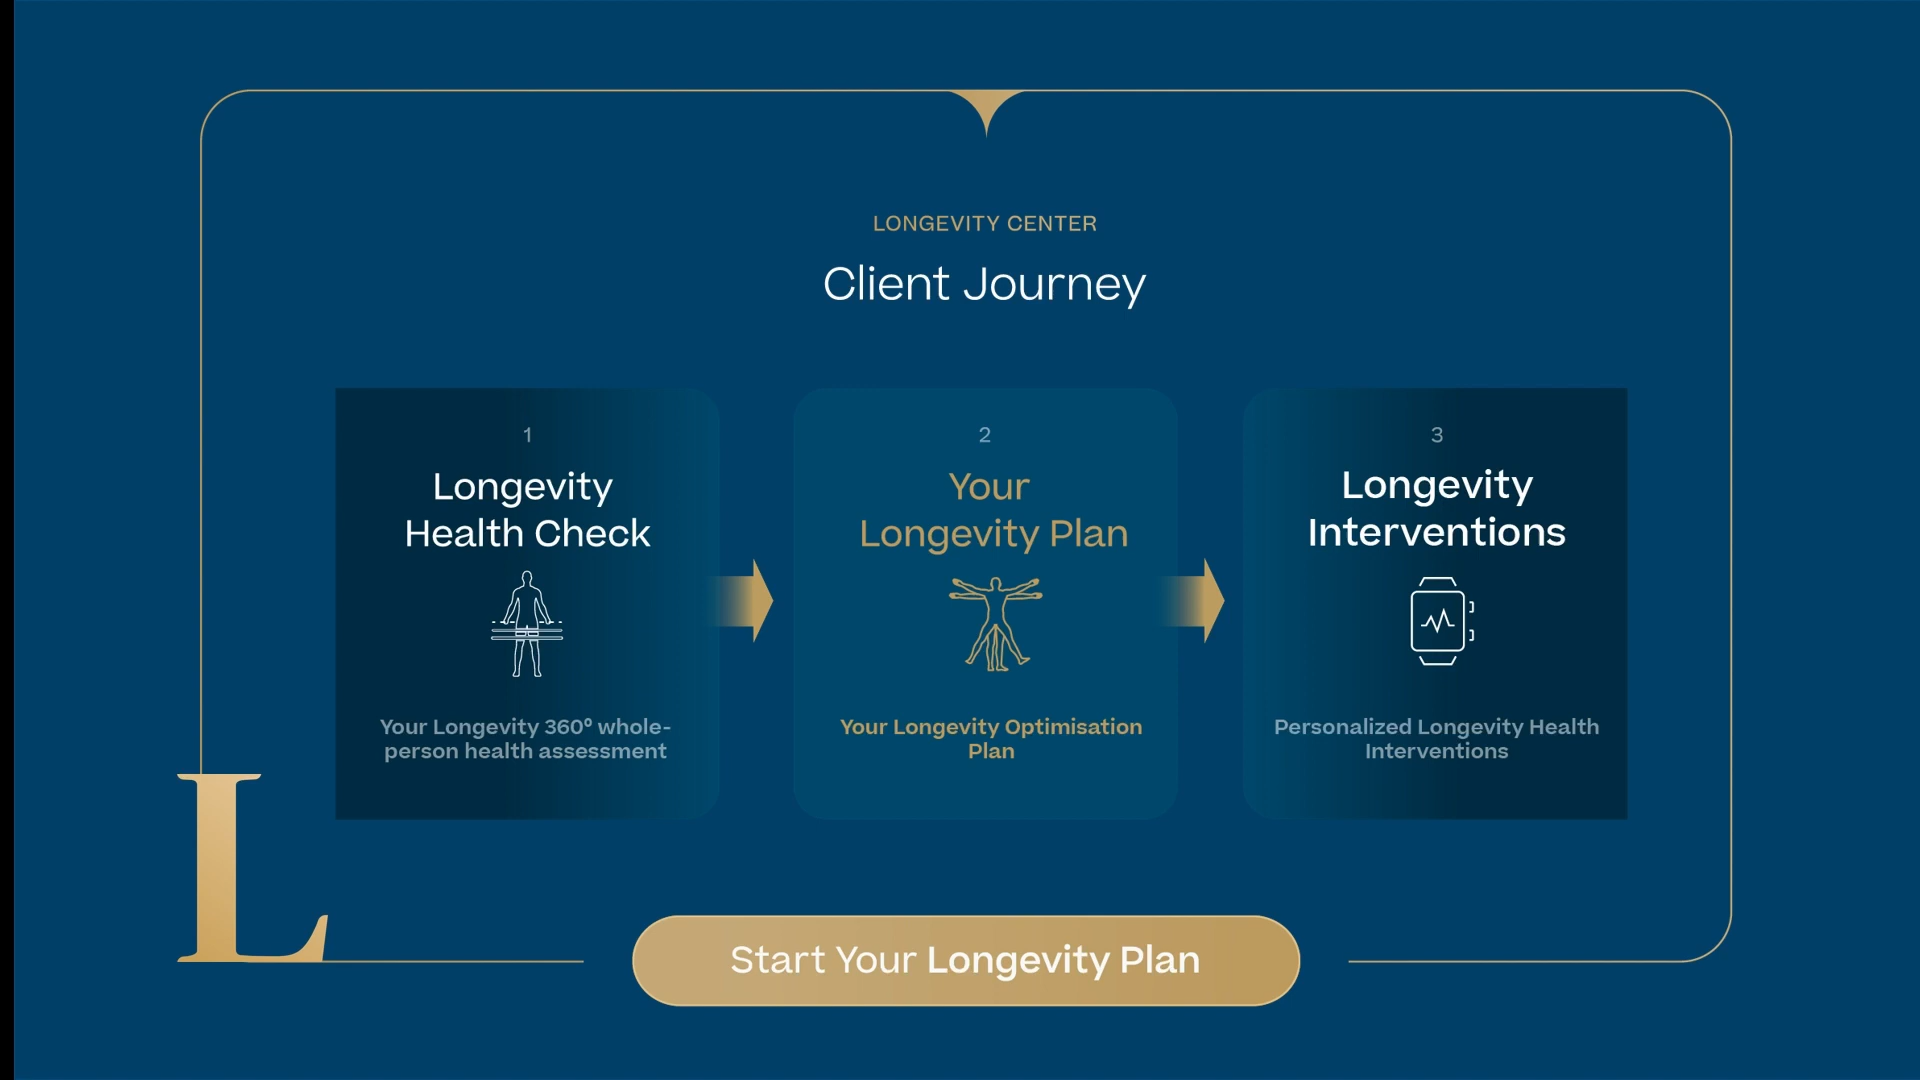 LONGEVITY CENTER
Client Journey
1
Longevity
Health Check
Your Longevity 360º whole-
person health assessment
2
Your
Longevity Plan
Your Longevity Optimisation
Plan
3
Longevity
Interventions
Personalized Longevity Health
Interventions
L
Start Your Longevity Plan